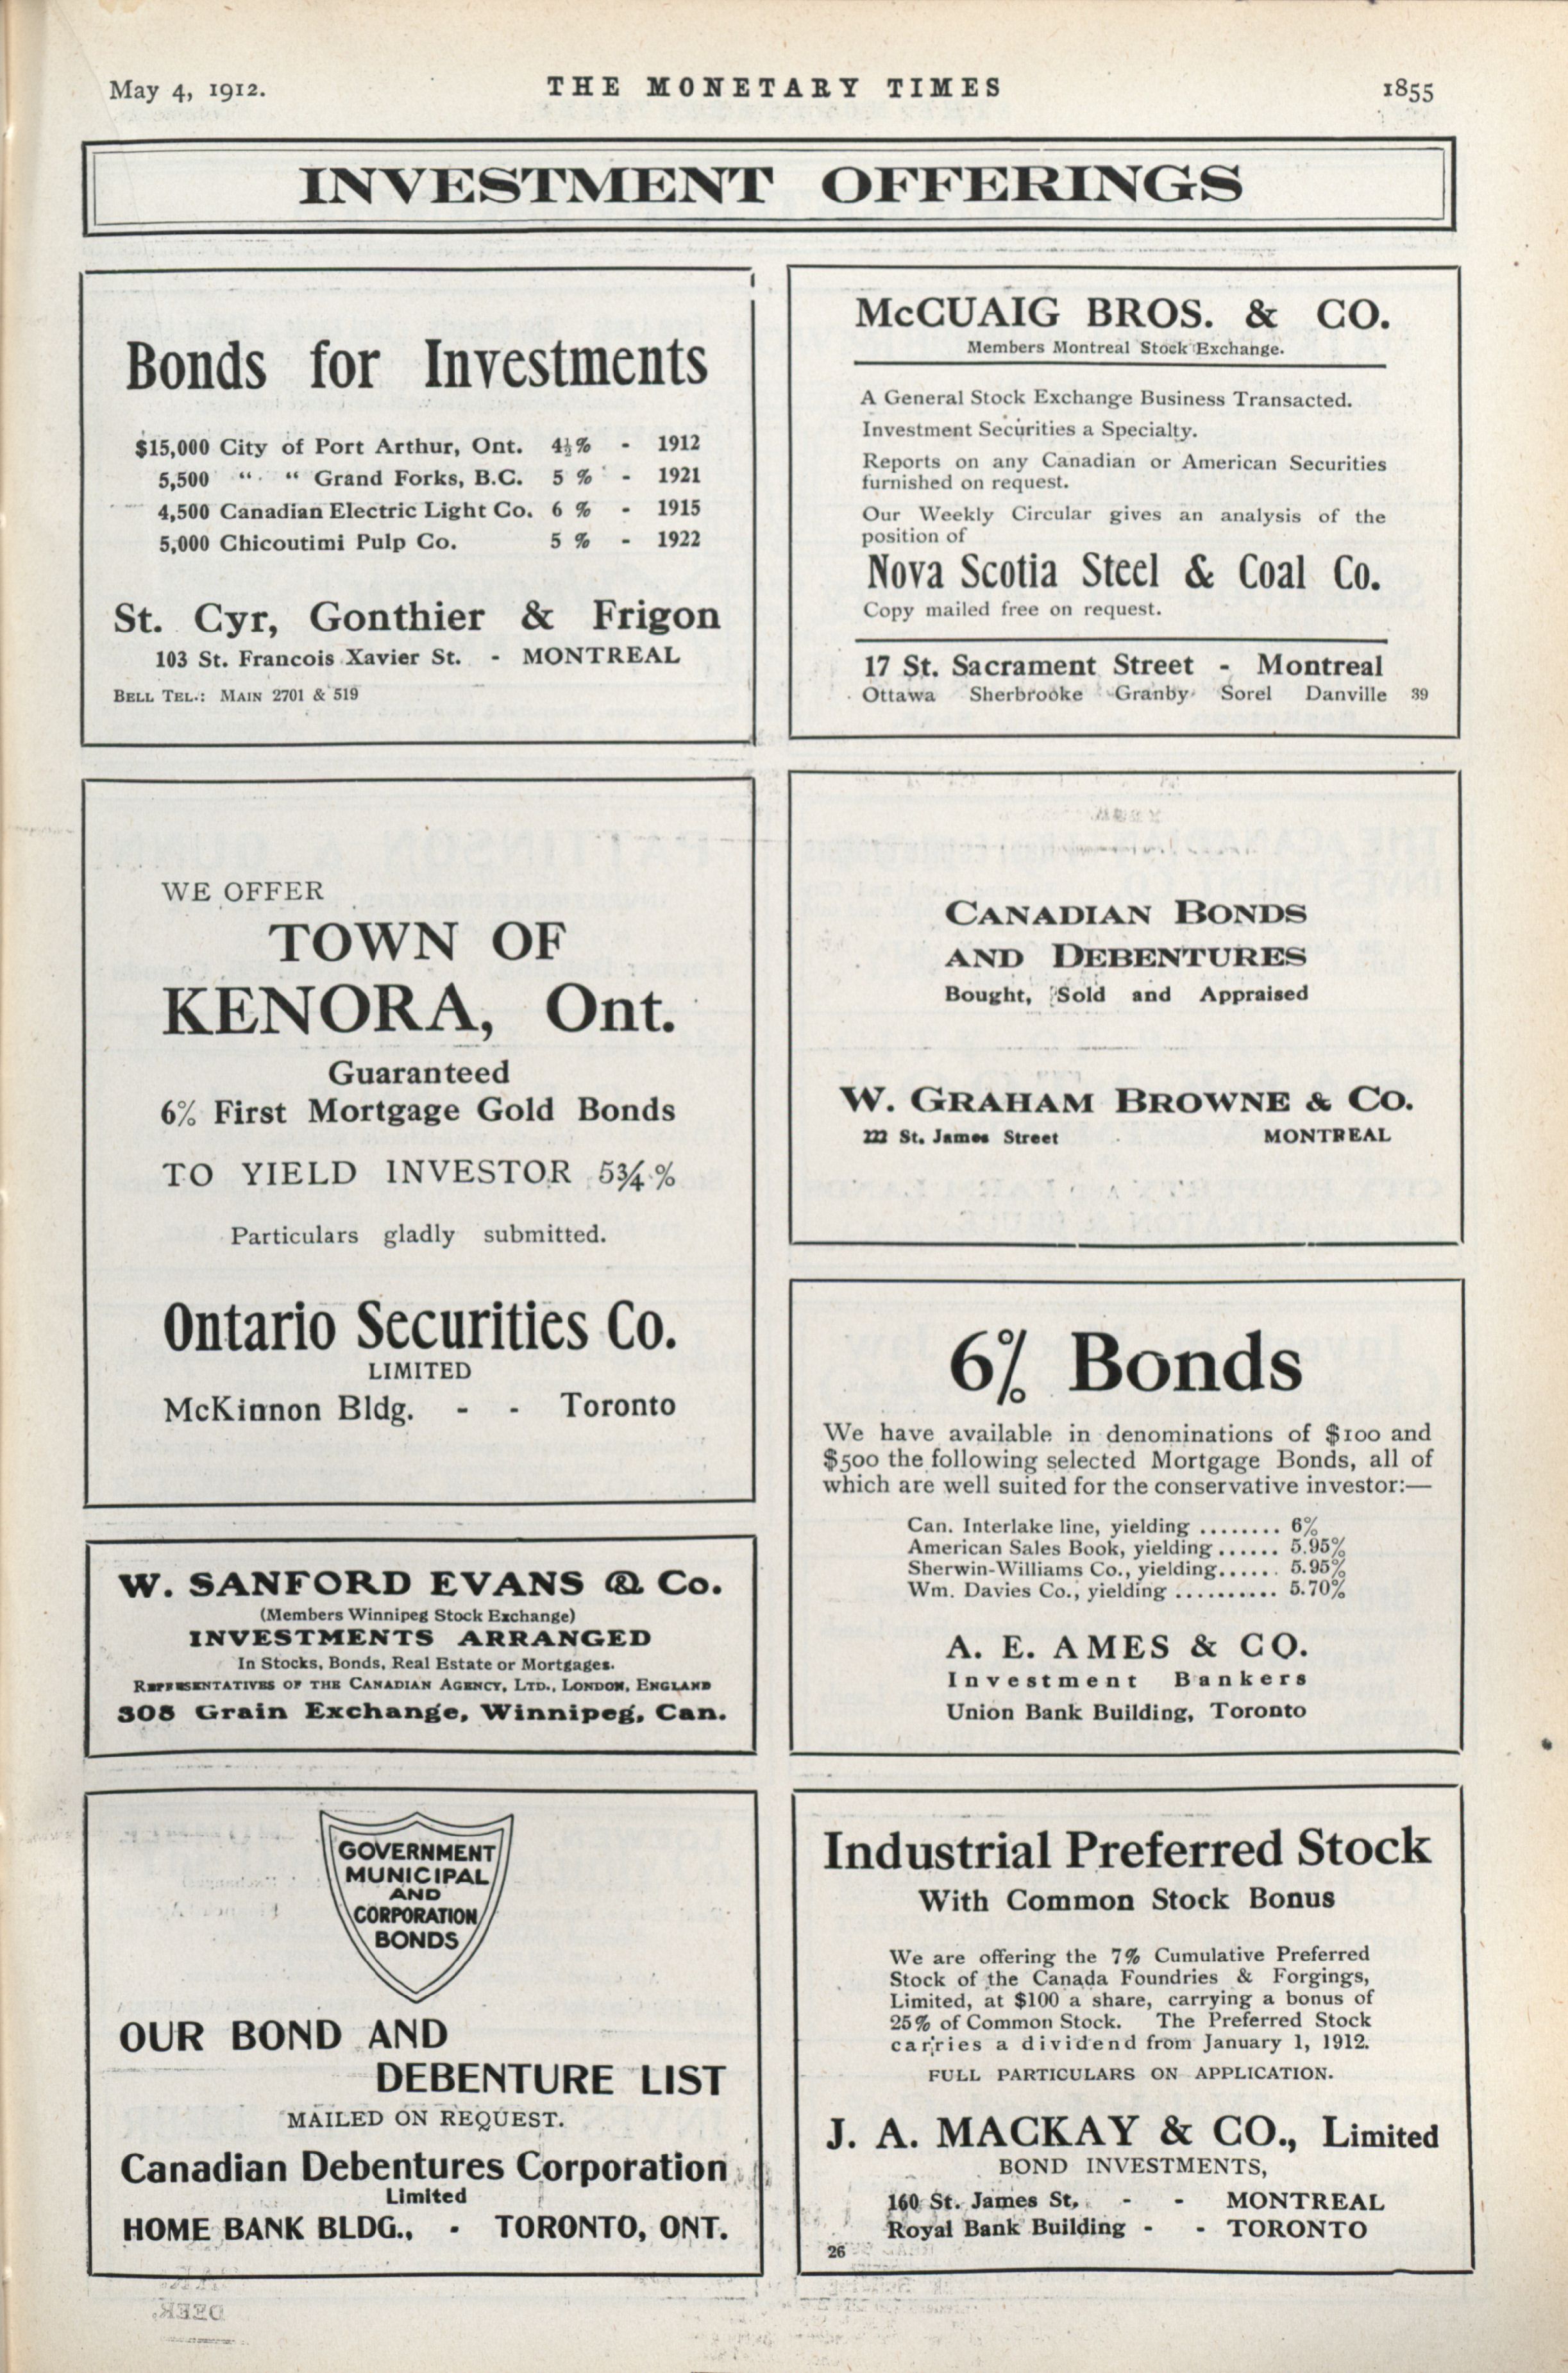 May 4, 1912.
THE MONETARY TIMES
1855
INVESTMENT OFFERINGS
Bonds for Investments
$15,000 City of Port Arthur, Ont. 4½% - 1912
5,500 “ “ Grand Forks, B.C. 5 % - 1921
4,500 Canadian Electric Light Co. 6 % - 1915
5,000 Chicoutimi Pulp Co. 5 % - 1922
St. Cyr, Gonthier & Frigon
103 St. Francois Xavier St. - MONTREAL
BELL TEL.: MAIN 2701 & 519
McCUAIG BROS. & CO.
Members Montreal Stock Exchange.
A General Stock Exchange Business Transacted.
Investment Securities a Specialty.
Reports on any Canadian or American Securities
furnished on request.
Our Weekly Circular gives an analysis of the
position of
Nova Scotia Steel & Coal Co.
Copy mailed free on request.
17 St. Sacrament Street - Montreal
Ottawa Sherbrooke Granby Sorel Danville 39
WE OFFER
TOWN OF
KENORA, Ont.
Guaranteed
6% First Mortgage Gold Bonds
TO YIELD INVESTOR 5¾%
Particulars gladly submitted.
Ontario Securities Co.
LIMITED
McKinnon Bldg. - - Toronto
CANADIAN BONDS
AND DEBENTURES
Bought, Sold and Appraised
W. GRAHAM BROWNE & CO.
222 St. James Street MONTREAL
6% Bonds
We have available in denominations of $100 and
$500 the following selected Mortgage Bonds, all of
which are well suited for the conservative investor:—
Can. Interlake line, yielding ........ 6%
American Sales Book, yielding ...... 5.95%
Sherwin-Williams Co., yielding...... 5.95%
Wm. Davies Co., yielding .......... 5.70%
A. E. AMES & CO.
Investment Bankers
Union Bank Building, Toronto
W. SANFORD EVANS & Co.
(Members Winnipeg Stock Exchange)
INVESTMENTS ARRANGED
In Stocks, Bonds, Real Estate or Mortgages.
REPRESENTATIVES OF THE CANADIAN AGENCY, LTD., LONDON, ENGLAND
308 Grain Exchange, Winnipeg, Can.
GOVERNMENT
MUNICIPAL
AND
CORPORATION
BONDS
OUR BOND AND
DEBENTURE LIST
MAILED ON REQUEST.
Canadian Debentures Corporation
Limited
HOME BANK BLDG., - TORONTO, ONT.
Industrial Preferred Stock
With Common Stock Bonus
We are offering the 7% Cumulative Preferred
Stock of the Canada Foundries & Forgings,
Limited, at $100 a share, carrying a bonus of
25% of Common Stock. The Preferred Stock
carries a dividend from January 1, 1912.
FULL PARTICULARS ON APPLICATION.
J. A. MACKAY & CO., Limited
BOND INVESTMENTS,
160 St. James St. - - MONTREAL
Royal Bank Building - - TORONTO
26